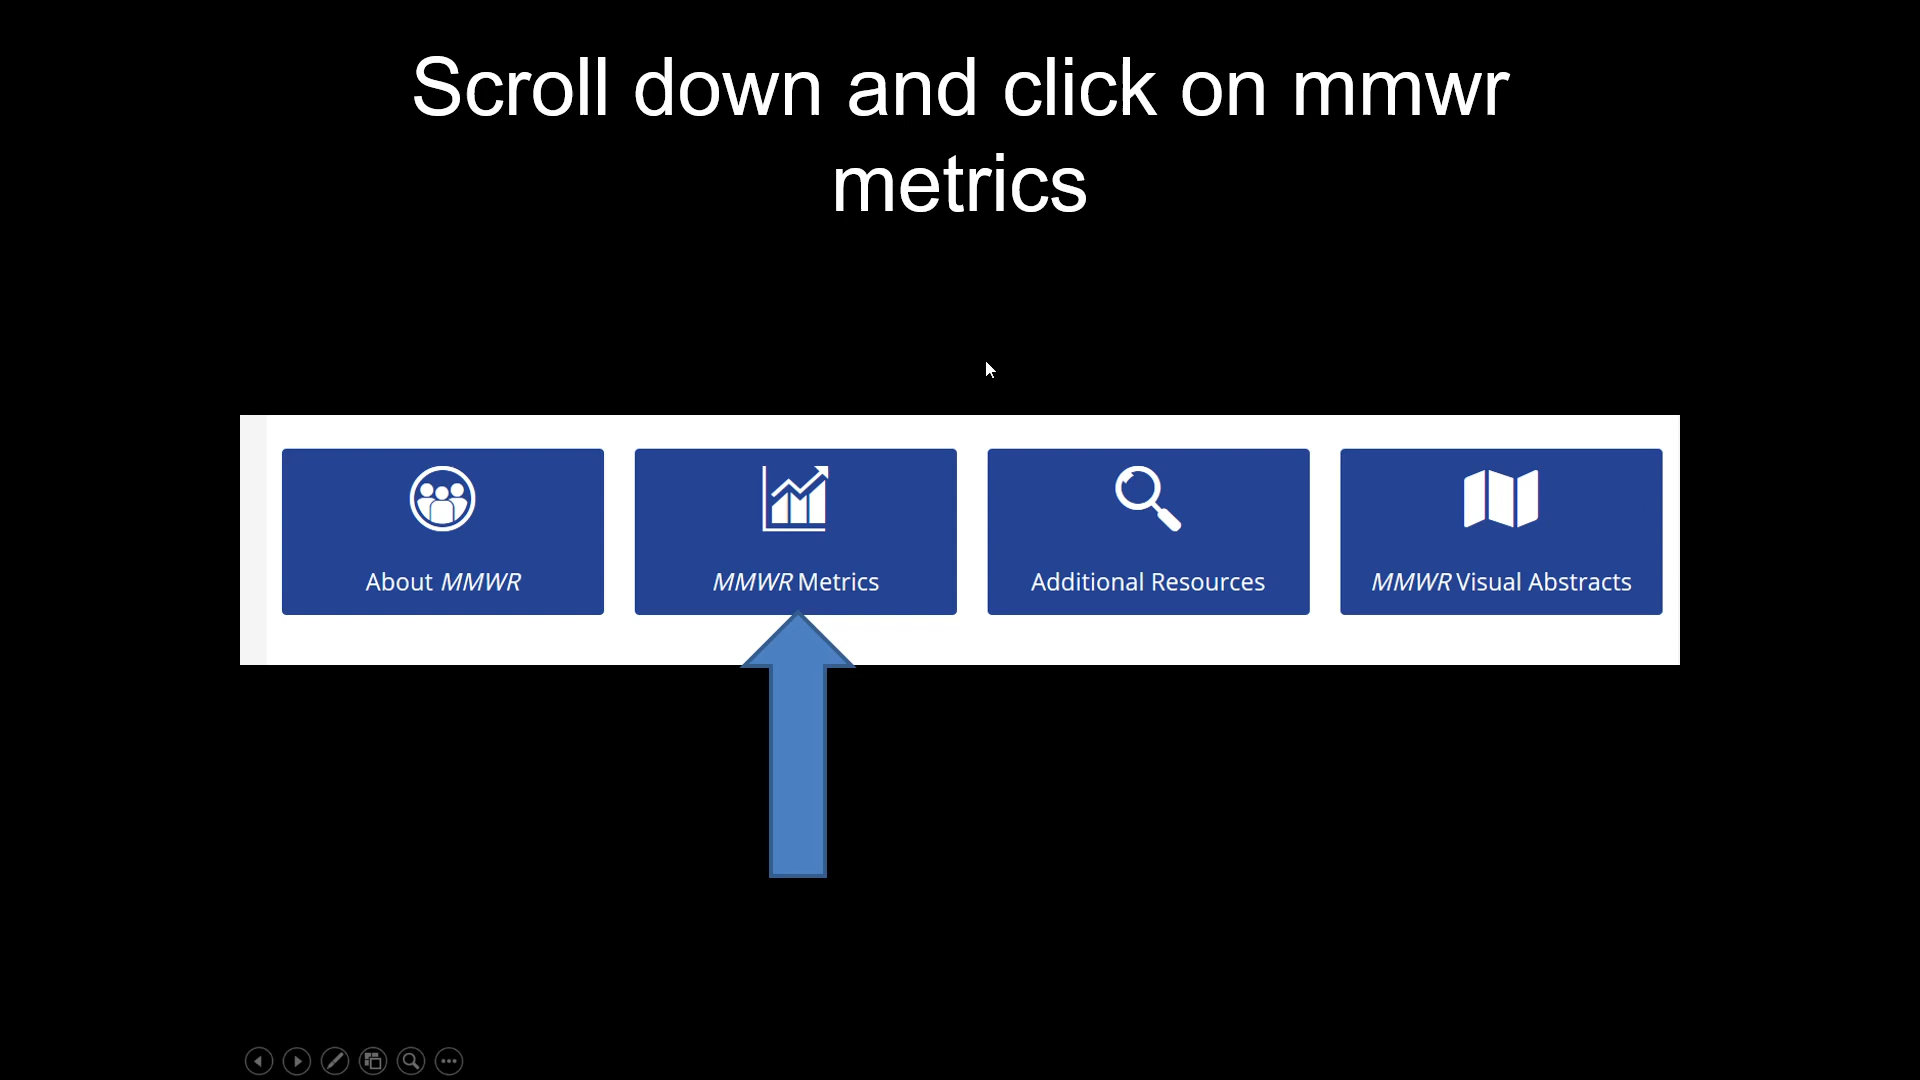 Scroll down and click on mmwr
metrics
About MMWR
MMWR Metrics
Additional Resources
MMWR Visual Abstracts